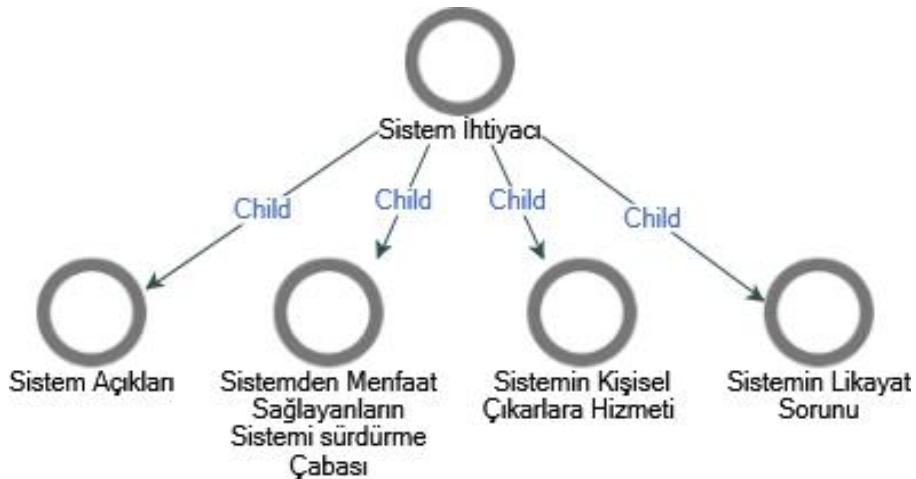 Sistem İhtiyacı
Child
Child
Child
Child
Sistem Açıkları
Sistemden Menfaat
Sağlayanların
Sistemi sürdürme
Çabası
Sistemin Kişisel
Çıkarlara Hizmeti
Sistemin Likayat
Sorunu